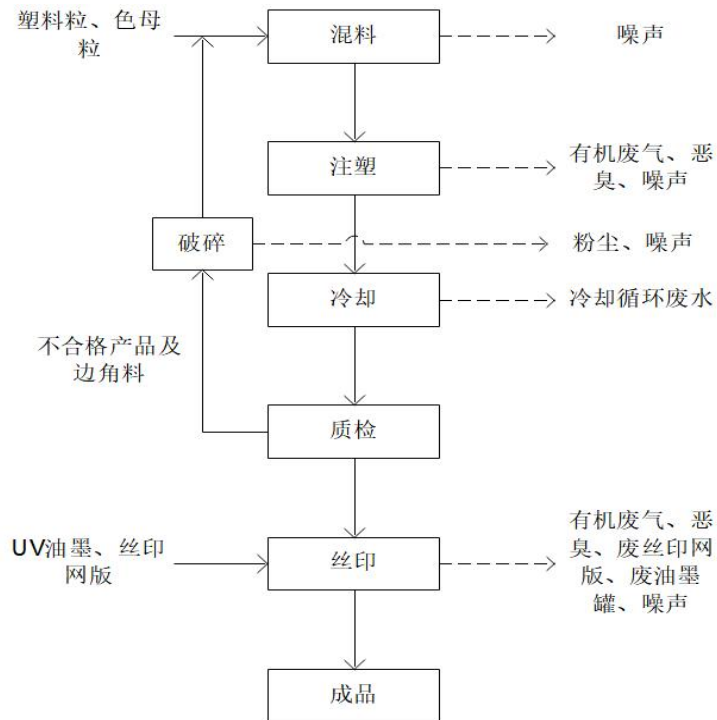 塑料粒、色母
粒
混料
噪声
注塑
有机废气、恶
臭、噪声
破碎
粉尘、噪声
冷却
冷却循环废水
不合格产品及
边角料
质检
UV油墨、丝印
网版
丝印
有机废气、恶
臭、废丝印网
版、废油墨
罐、噪声
成品